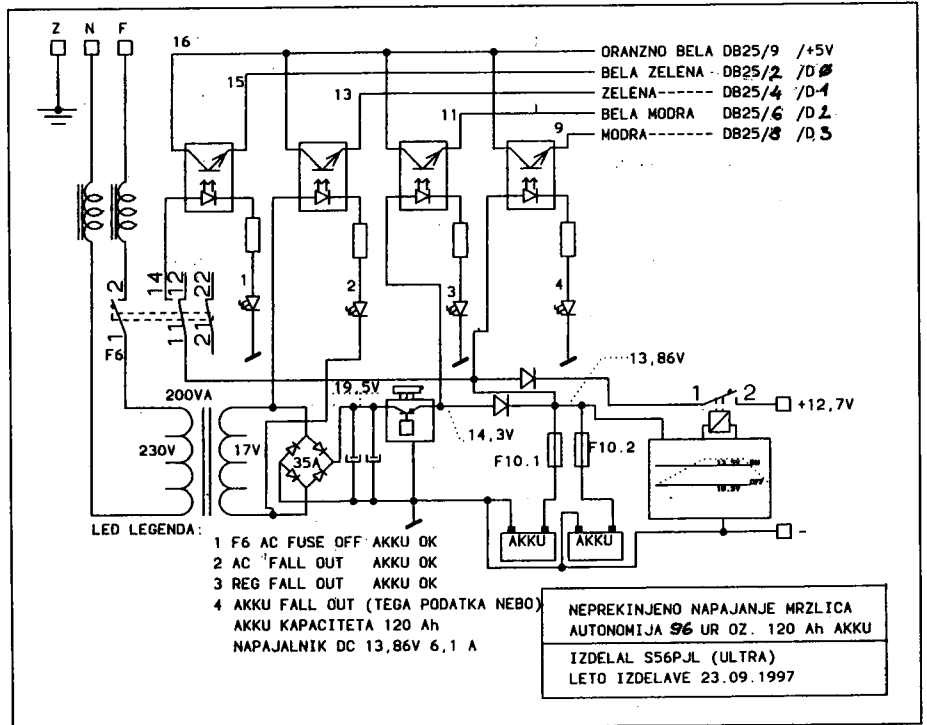 Z N F
16
15
13
11
9
ORANZNO BELA DB25/9 /+5V
BELA ZELENA - DB25/2 /D0
ZELENA------ DB25/4 /D1
BELA MODRA DB25/6 /D2
MODRA------- DB25/8 /D3
2
14 12 22
1 2 3 4
1
11 21
F6
13,86V
200VA
19,5V
1 2
+12,7V
230V
17V
35A
14,3V
F10.1
F10.2
AKKU
AKKU
-
LED LEGENDA:
1 F6 AC FUSE OFF AKKU OK
2 AC FALL OUT AKKU OK
3 REG FALL OUT AKKU OK
4 AKKU FALL OUT (TEGA PODATKA NEBO)
AKKU KAPACITETA 120 Ah
NAPAJALNIK DC 13,86V 6,1 A
NEPREKINJENO NAPAJANJE MRZLICA
AUTONOMIJA 96 UR OZ. 120 Ah AKKU
IZDELAL S56PJL (ULTRA)
LETO IZDELAVE 23.09.1997